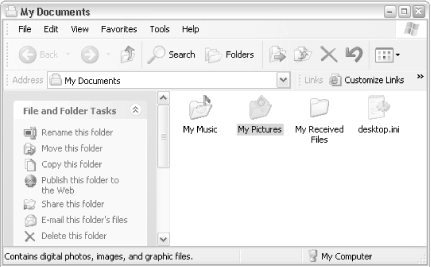 My Documents
File Edit View Favorites Tools Help
Back Search Folders
Address My Documents Links Customize Links »
File and Folder Tasks
Rename this folder
Move this folder
Copy this folder
Publish this folder to
the Web
Share this folder
E-mail this folder's files
Delete this folder
My Music My Pictures My Received
Files desktop.ini
Contains digital photos, images, and graphic files. My Computer